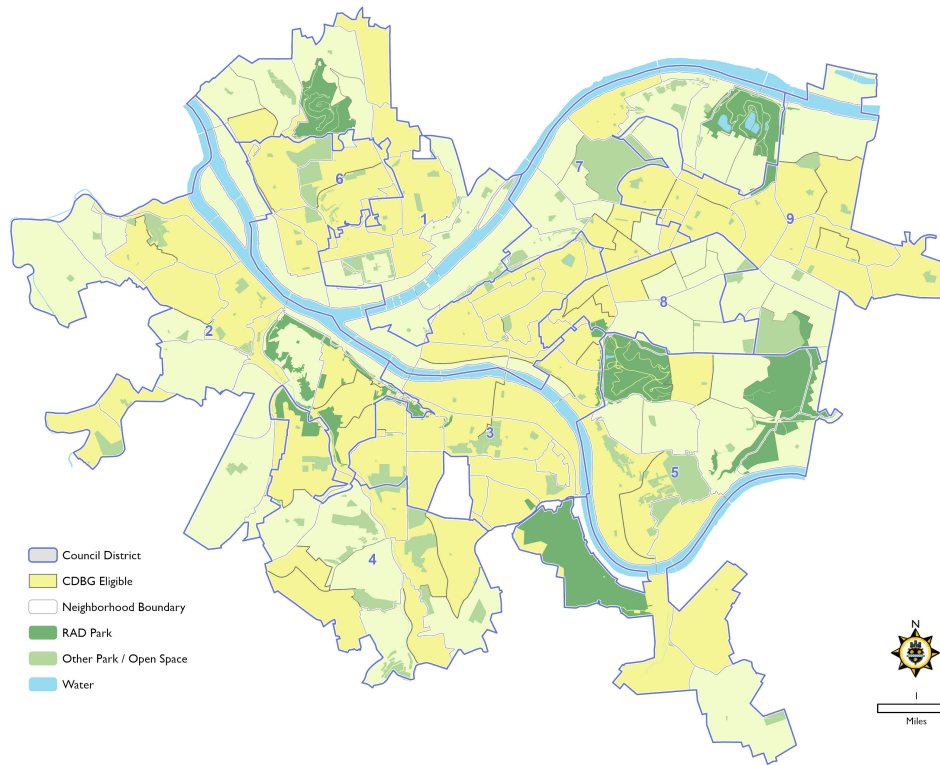 7
6
1
9
8
2
3
5
4
Council District
CDBG Eligible
Neighborhood Boundary
RAD Park
Other Park / Open Space
Water
N
1
Miles